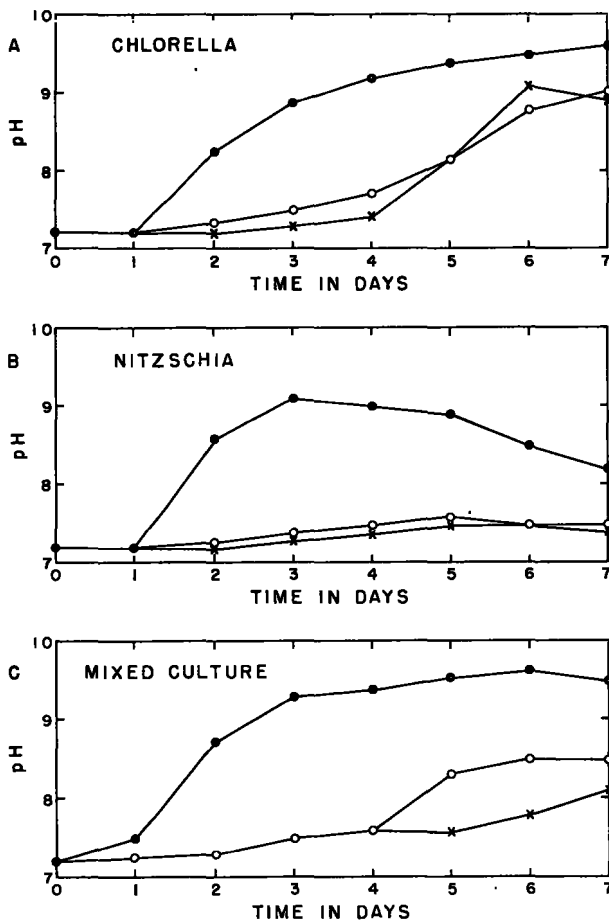 10
A CHLORELLA
9
pH
8
7
0 1 2 3 4 5 6 7
TIME IN DAYS
10
B NITZSCHIA
9
pH
8
7
0 1 2 3 4 5 6 7
TIME IN DAYS
10
C MIXED CULTURE
9
pH
8
7
0 1 2 3 4 5 6 7
TIME IN DAYS